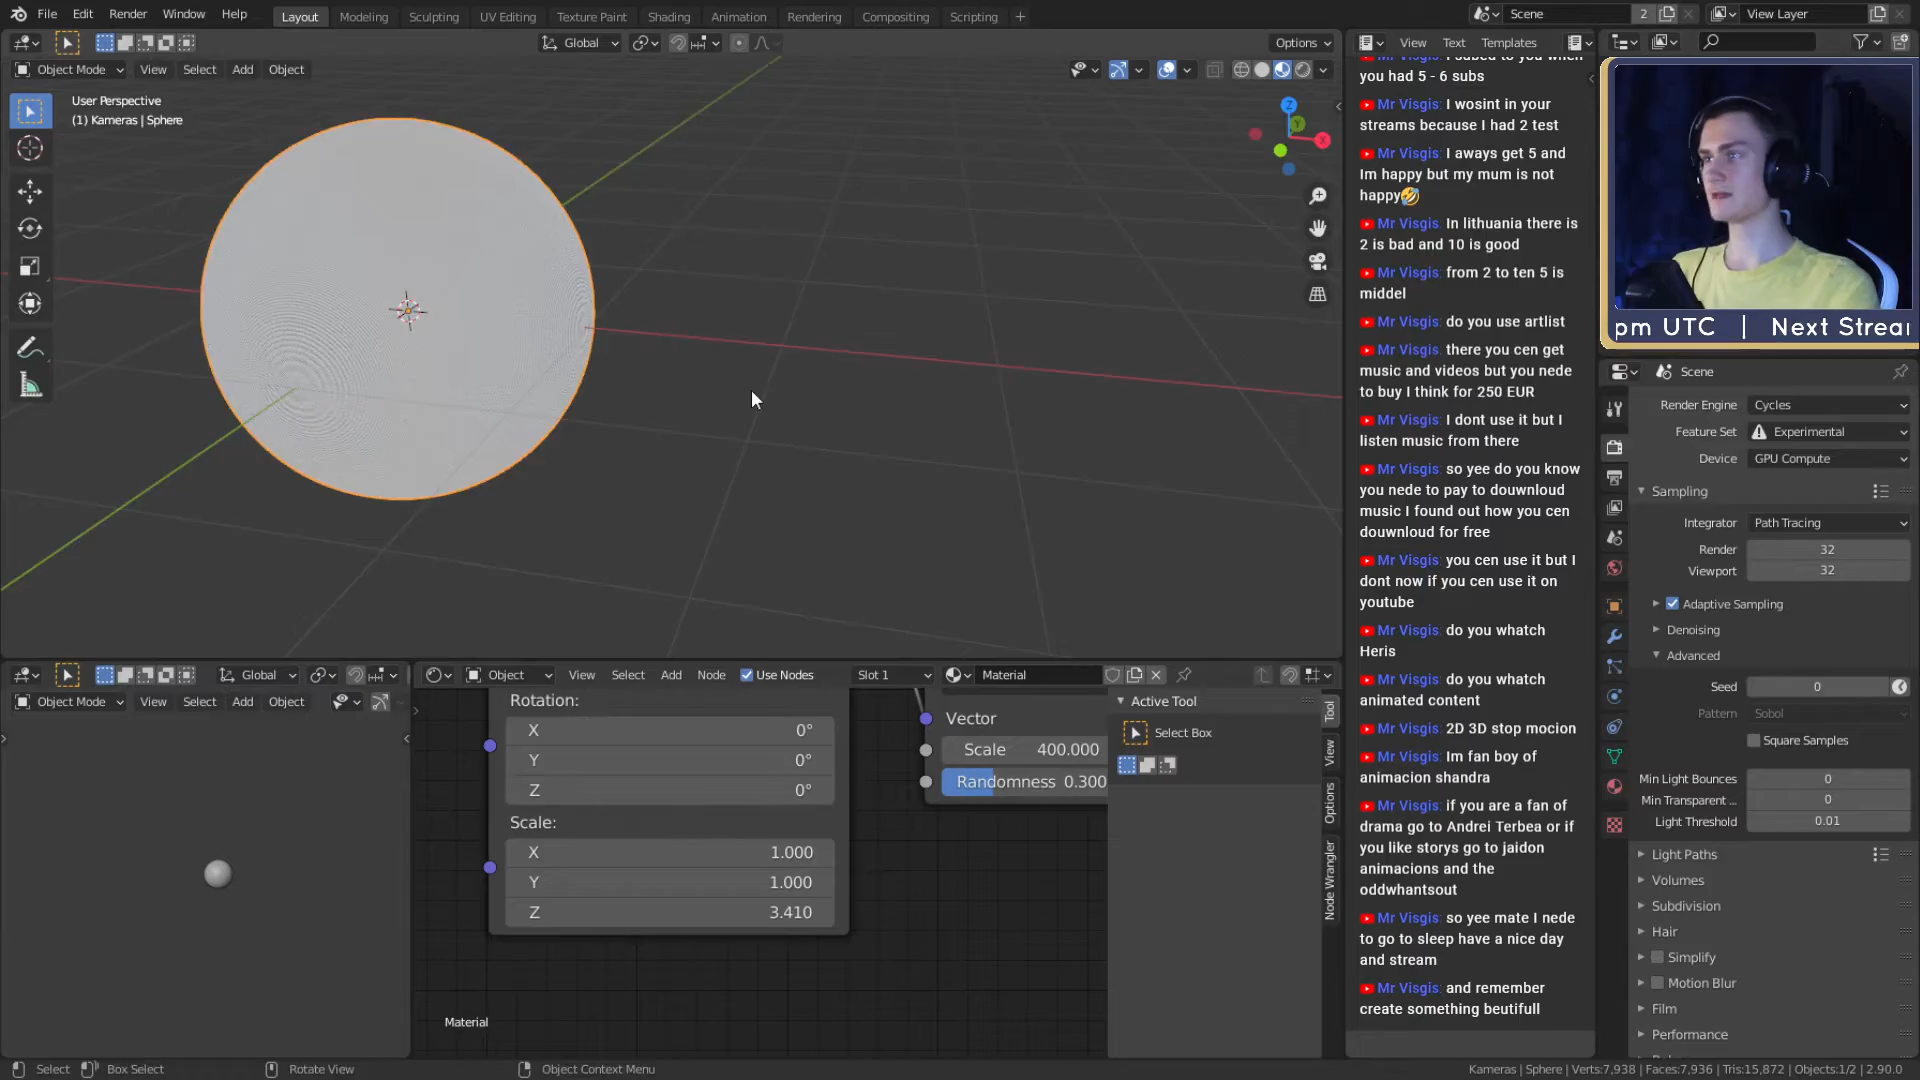 File Edit Render Window Help Layout Modeling Sculpting UV Editing Texture Paint Shading Animation Rendering Compositing Scripting + Scene 2 View Layer
Global Options View Text Templates
Object Mode View Select Add Object
User Perspective
(1) Kameras | Sphere
Z
Y
X
you had 5 - 6 subs
Mr Visgis: I wosint in your
streams because I had 2 test
Mr Visgis: I aways get 5 and
Im happy but my mum is not
happy🤣
Mr Visgis: In lithuania there is
2 is bad and 10 is good
Mr Visgis: from 2 to ten 5 is
middel
Mr Visgis: do you use artlist
Mr Visgis: there you cen get
music and videos but you nede
to buy I think for 250 EUR
Mr Visgis: I dont use it but I
listen music from there
Mr Visgis: so yee do you know
you nede to pay to douwnloud
music I found out how you cen
douwnloud for free
Mr Visgis: you cen use it but I
dont now if you cen use it on
youtube
Mr Visgis: do you whatch
Heris
Mr Visgis: do you whatch
animated content
Mr Visgis: 2D 3D stop mocion
Mr Visgis: Im fan boy of
animacion shandra
Mr Visgis: if you are a fan of
drama go to Andrei Terbea or if
you like storys go to jaidon
animacions and the
oddwhantsout
Mr Visgis: so yee mate I nede
to go to sleep have a nice day
and stream
Mr Visgis: and remember
create something beutifull
pm UTC | Next Strear
Scene
Render Engine Cycles
Feature Set Experimental
Device GPU Compute
Sampling
Integrator Path Tracing
Render 32
Viewport 32
Adaptive Sampling
Denoising
Advanced
Seed 0
Pattern Sobol
Square Samples
Min Light Bounces 0
Min Transparent ... 0
Light Threshold 0.01
Light Paths
Volumes
Subdivision
Hair
Simplify
Motion Blur
Film
Performance
Global
Object Mode View Select Add Object
Object View Select Add Node Use Nodes Slot 1 Material
Rotation:
X 0°
Y 0°
Z 0°
Scale:
X 1.000
Y 1.000
Z 3.410
Vector
Scale 400.000
Randomness 0.300
Active Tool
Select Box
Tool
View
Options
Node Wrangler
Material
Select Box Select Rotate View Object Context Menu Kameras | Sphere | Verts:7,938 | Faces:7,936 | Tris:15,872 | Objects:1/2 | 2.90.0